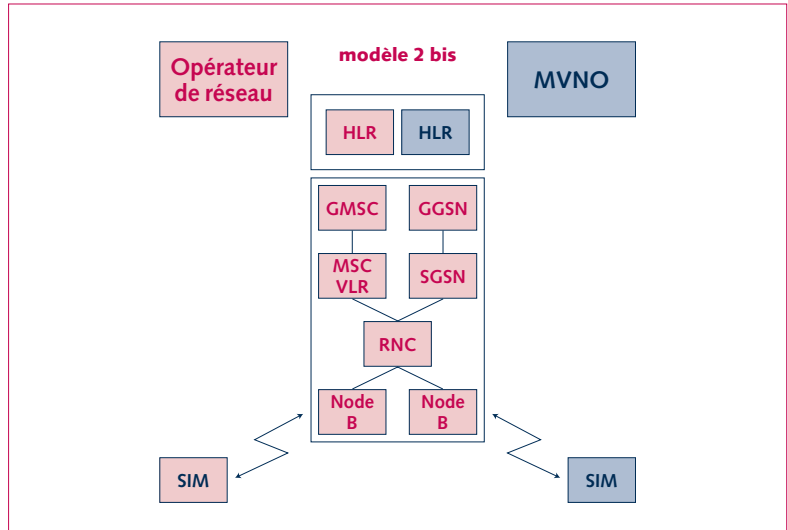 modèle 2 bis
Opérateur
de réseau
MVNO
HLR
HLR
GMSC
GGSN
MSC
VLR
SGSN
RNC
Node
B
Node
B
SIM
SIM